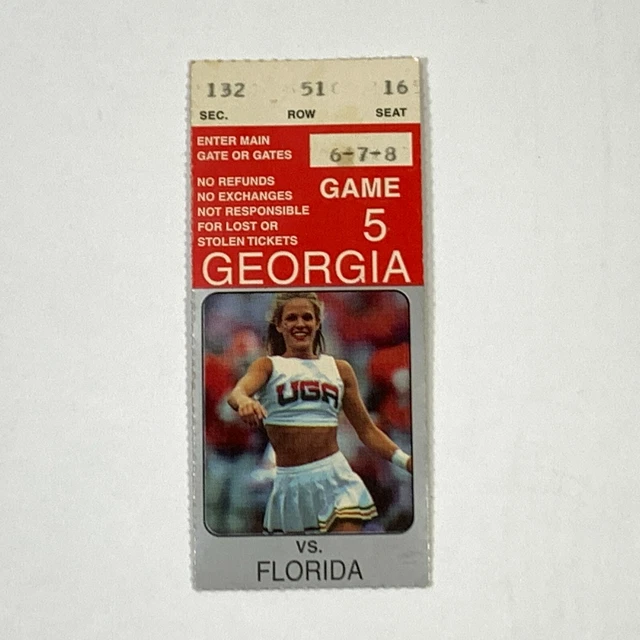 132 51 16
SEC. ROW SEAT
ENTER MAIN
GATE OR GATES
6-7-8
NO REFUNDS
NO EXCHANGES
NOT RESPONSIBLE
FOR LOST OR
STOLEN TICKETS
GAME
5
GEORGIA
UGA
VS.
FLORIDA